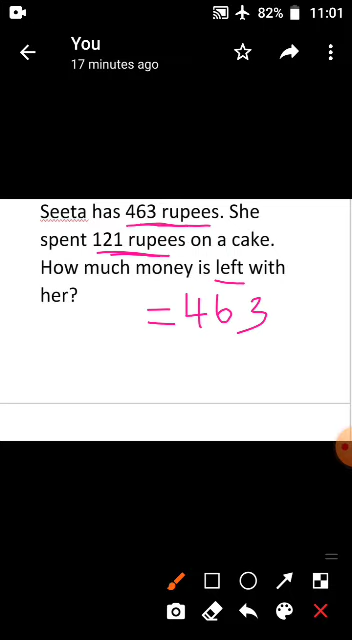 82% 11:01
You
17 minutes ago
Seeta has 463 rupees. She
spent 121 rupees on a cake.
How much money is left with
her?
=463